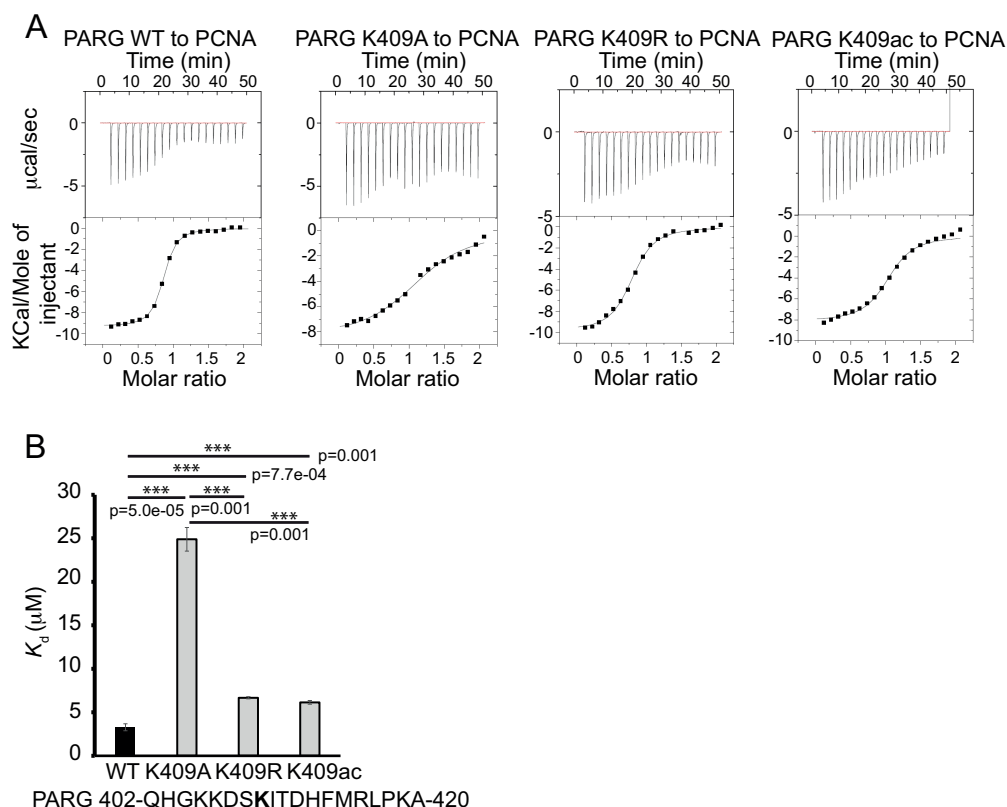 A
PARG WT to PCNA
Time (min)
0 10 20 30 40 50
0
-5
μcal/sec
0
-2
-4
-6
-8
-10
KCal/Mole of
injectant
0 0.5 1 1.5 2
Molar ratio
PARG K409A to PCNA
Time (min)
0 10 20 30 40 50
0
-5
0
-2
-4
-6
-8
0 0.5 1 1.5 2
Molar ratio
PARG K409R to PCNA
Time (min)
0 10 20 30 40 50
0
-5
0
-2
-4
-6
-8
-10
0 0.5 1 1.5 2
Molar ratio
PARG K409ac to PCNA
Time (min)
0 10 20 30 40 50
0
-5
0
-2
-4
-6
-8
-10
0 0.5 1 1.5 2
Molar ratio
B
***
p=0.001
***
p=7.7e-04
*** ***
p=5.0e-05 p=0.001
***
p=0.001
30
25
20
15
10
5
0
Kd (μM)
WT K409A K409R K409ac
PARG 402-QHGKKDSKITDHFMRLPKA-420